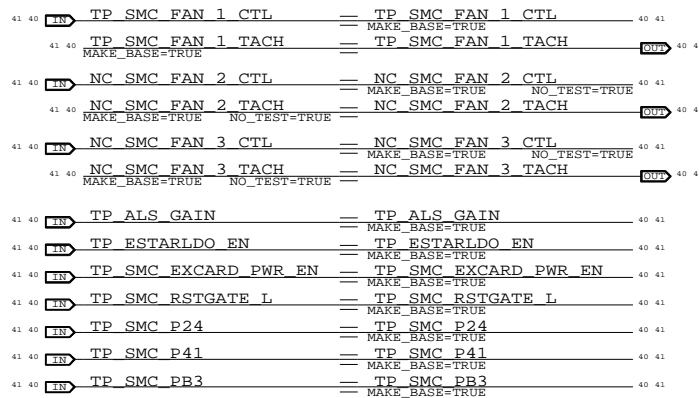 41 40 IN TP_SMC_FAN_1_CTL TP_SMC_FAN_1_CTL 40 41
MAKE_BASE=TRUE
41 40 TP_SMC_FAN_1_TACH TP_SMC_FAN_1_TACH OUT 40 4
MAKE_BASE=TRUE
41 40 IN NC_SMC_FAN_2_CTL NC_SMC_FAN_2_CTL 40 41
MAKE_BASE=TRUE NO_TEST=TRUE
41 40 NC_SMC_FAN_2_TACH NC_SMC_FAN_2_TACH OUT 40 4
MAKE_BASE=TRUE NO_TEST=TRUE
41 40 IN NC_SMC_FAN_3_CTL NC_SMC_FAN_3_CTL 40 41
MAKE_BASE=TRUE NO_TEST=TRUE
41 40 NC_SMC_FAN_3_TACH NC_SMC_FAN_3_TACH OUT 40 4
MAKE_BASE=TRUE NO_TEST=TRUE
41 40 IN TP_ALS_GAIN TP_ALS_GAIN 40 41
MAKE_BASE=TRUE
41 40 IN TP_ESTARLDO_EN TP_ESTARLDO_EN 40 41
MAKE_BASE=TRUE
41 40 IN TP_SMC_EXCARD_PWR_EN TP_SMC_EXCARD_PWR_EN 40 41
MAKE_BASE=TRUE
41 40 IN TP_SMC_RSTGATE_L TP_SMC_RSTGATE_L 40 41
MAKE_BASE=TRUE
41 40 IN TP_SMC_P24 TP_SMC_P24 40 41
MAKE_BASE=TRUE
41 40 IN TP_SMC_P41 TP_SMC_P41 40 41
MAKE_BASE=TRUE
41 40 IN TP_SMC_PB3 TP_SMC_PB3 40 41
MAKE_BASE=TRUE